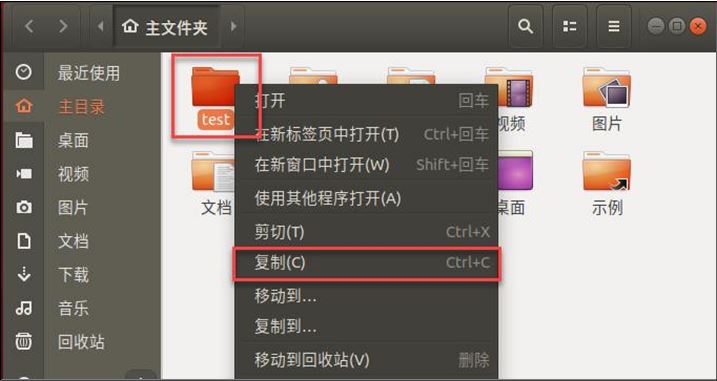 主文件夹
最近使用
主目录
桌面
视频
图片
文档
下载
音乐
回收站
test
视频
图片
文档
桌面
示例
打开 回车
在新标签页中打开(T) Ctrl+回车
在新窗口中打开(W) Shift+回车
使用其他程序打开(A)
剪切(T) Ctrl+X
复制(C) Ctrl+C
移动到...
复制到...
移动到回收站(V) 删除